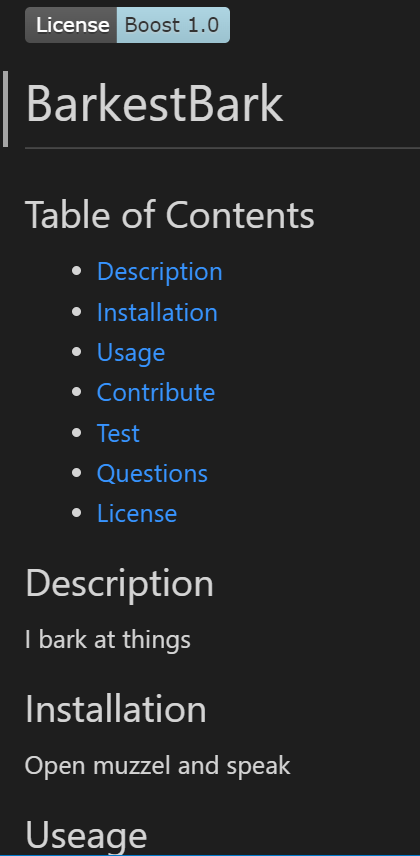 License Boost 1.0
BarkestBark
Table of Contents
Description
Installation
Usage
Contribute
Test
Questions
License
Description
I bark at things
Installation
Open muzzel and speak
Useage